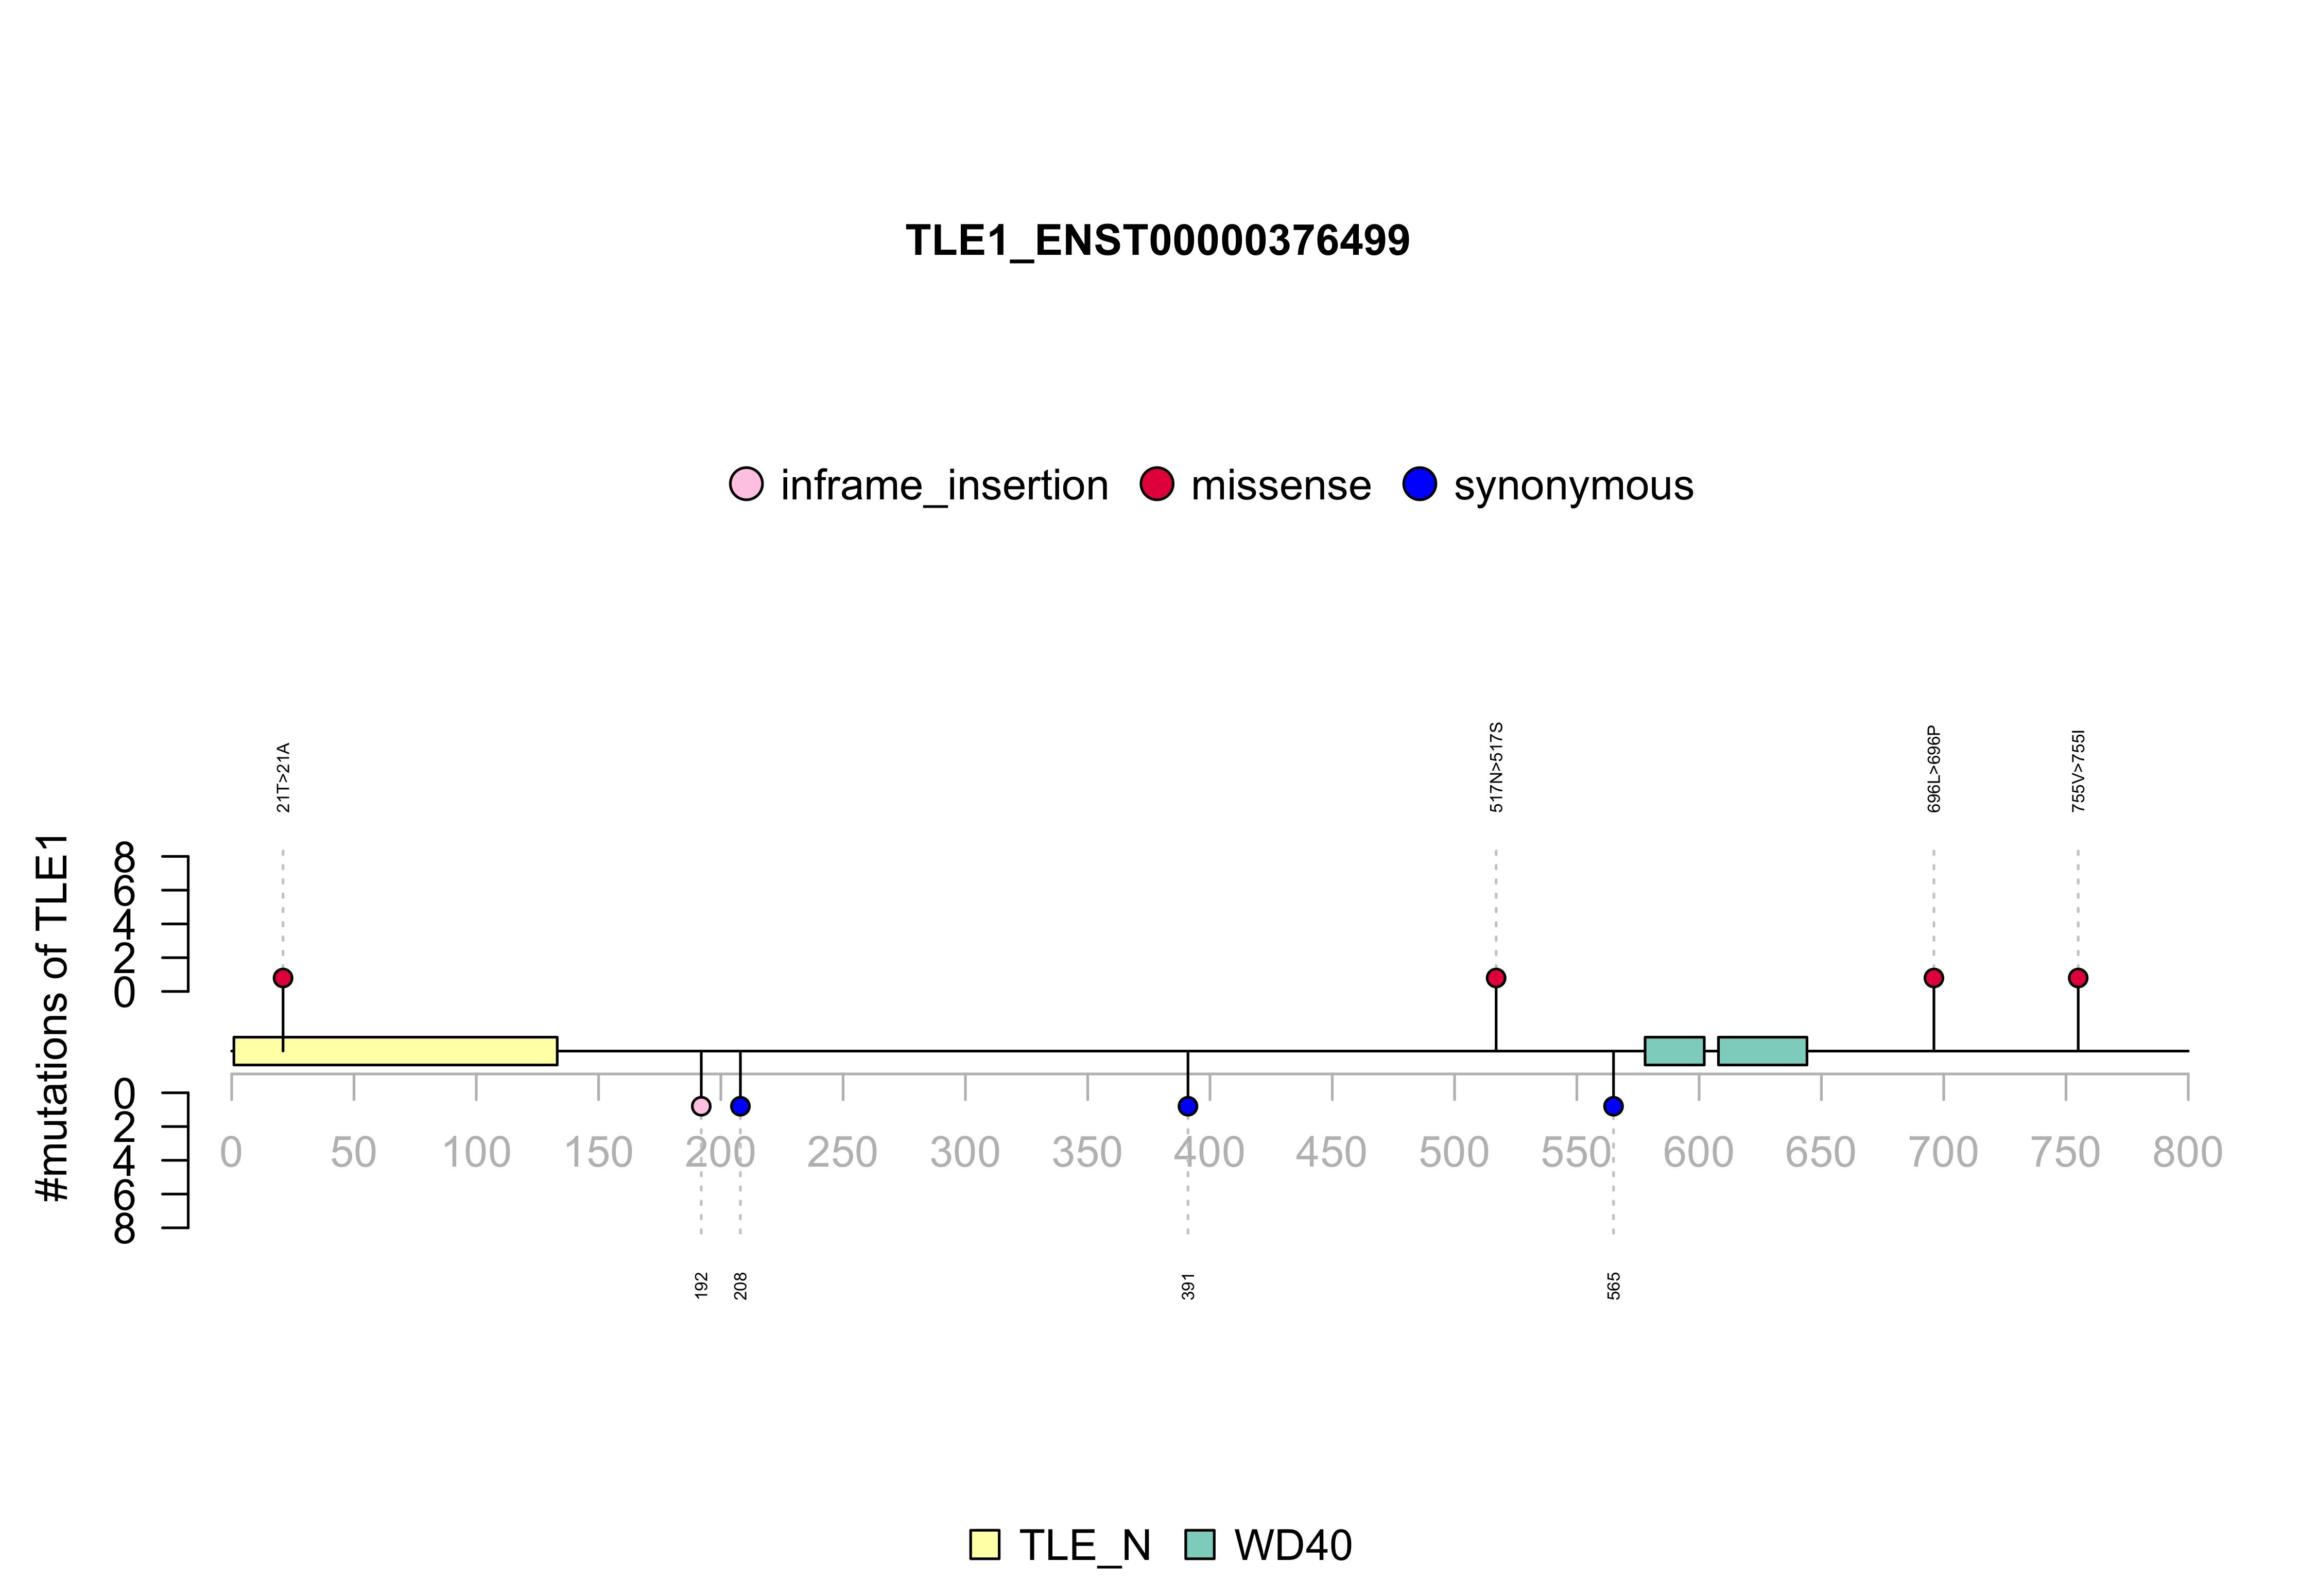 TLE1_ENST00000376499
inframe_insertion missense synonymous
21T>21A
517N>517S
696L>696P
755V>755I
#mutations of TLE1
8
6
4
2
0
0
2
4
6
8
0 50 100 150 200 250 300 350 400 450 500 550 600 650 700 750 800
192
208
391
565
TLE_N WD40